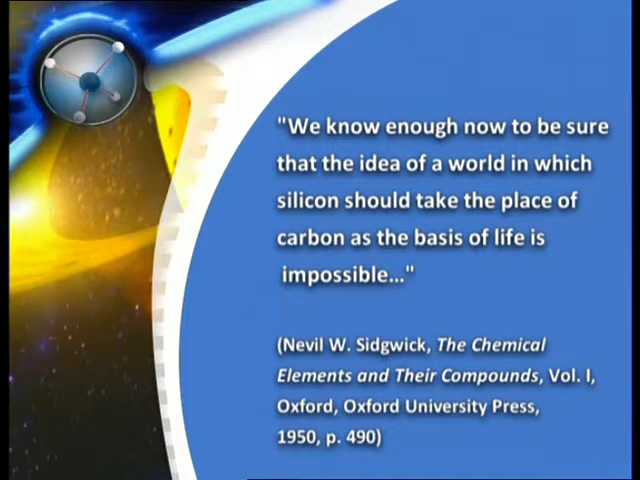 "We know enough now to be sure
that the idea of a world in which
silicon should take the place of
carbon as the basis of life is
impossible..."
(Nevil W. Sidgwick, The Chemical
Elements and Their Compounds, Vol. I,
Oxford, Oxford University Press,
1950, p. 490)